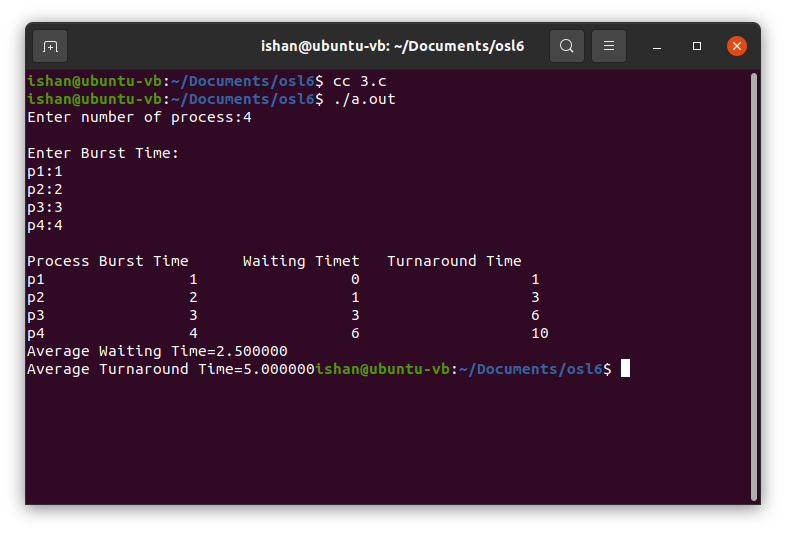 ishan@ubuntu-vb: ~/Documents/osl6
ishan@ubuntu-vb:~/Documents/osl6$ cc 3.c
ishan@ubuntu-vb:~/Documents/osl6$ ./a.out
Enter number of process:4
Enter Burst Time:
p1:1
p2:2
p3:3
p4:4
Process Burst Time      Waiting Timet   Turnaround Time
p1                1                 0                   1
p2                2                 1                   3
p3                3                 3                   6
p4                4                 6                   10
Average Waiting Time=2.500000
Average Turnaround Time=5.000000ishan@ubuntu-vb:~/Documents/osl6$